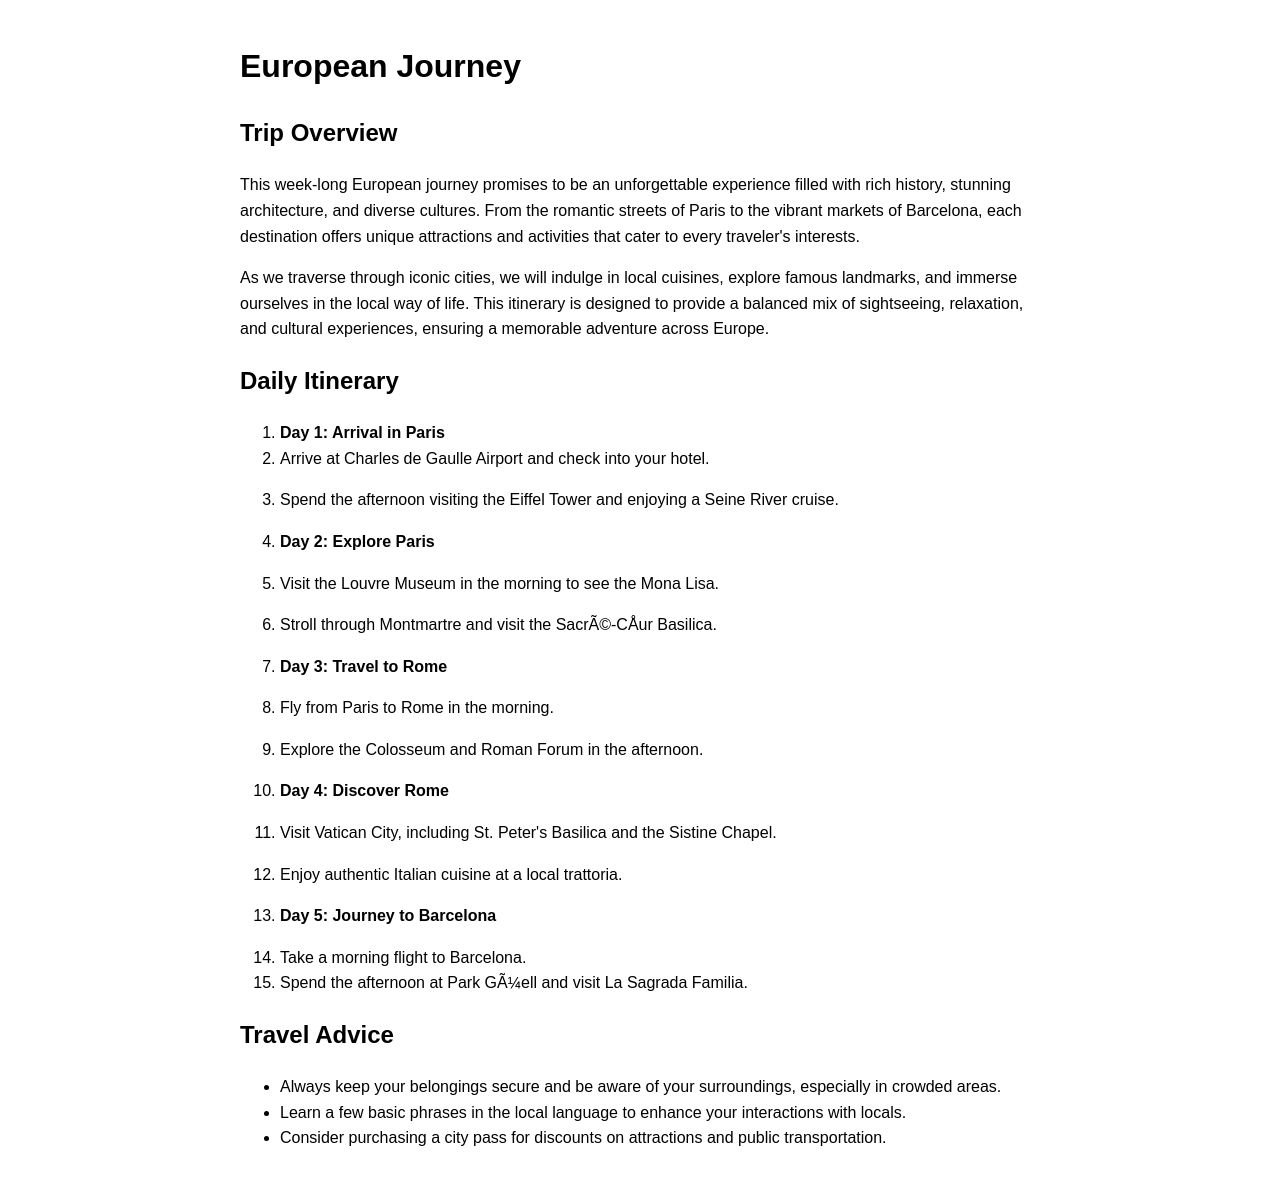 European Journey
Trip Overview
This week-long European journey promises to be an unforgettable experience filled with rich history, stunning
architecture, and diverse cultures. From the romantic streets of Paris to the vibrant markets of Barcelona, each
destination offers unique attractions and activities that cater to every traveler's interests.
As we traverse through iconic cities, we will indulge in local cuisines, explore famous landmarks, and immerse
ourselves in the local way of life. This itinerary is designed to provide a balanced mix of sightseeing, relaxation,
and cultural experiences, ensuring a memorable adventure across Europe.
Daily Itinerary
1. Day 1: Arrival in Paris
2. Arrive at Charles de Gaulle Airport and check into your hotel.
3. Spend the afternoon visiting the Eiffel Tower and enjoying a Seine River cruise.
4. Day 2: Explore Paris
5. Visit the Louvre Museum in the morning to see the Mona Lisa.
6. Stroll through Montmartre and visit the SacrÃ©-CÅur Basilica.
7. Day 3: Travel to Rome
8. Fly from Paris to Rome in the morning.
9. Explore the Colosseum and Roman Forum in the afternoon.
10. Day 4: Discover Rome
11. Visit Vatican City, including St. Peter's Basilica and the Sistine Chapel.
12. Enjoy authentic Italian cuisine at a local trattoria.
13. Day 5: Journey to Barcelona
14. Take a morning flight to Barcelona.
15. Spend the afternoon at Park GÃ¼ell and visit La Sagrada Familia.
Travel Advice
• Always keep your belongings secure and be aware of your surroundings, especially in crowded areas.
• Learn a few basic phrases in the local language to enhance your interactions with locals.
• Consider purchasing a city pass for discounts on attractions and public transportation.